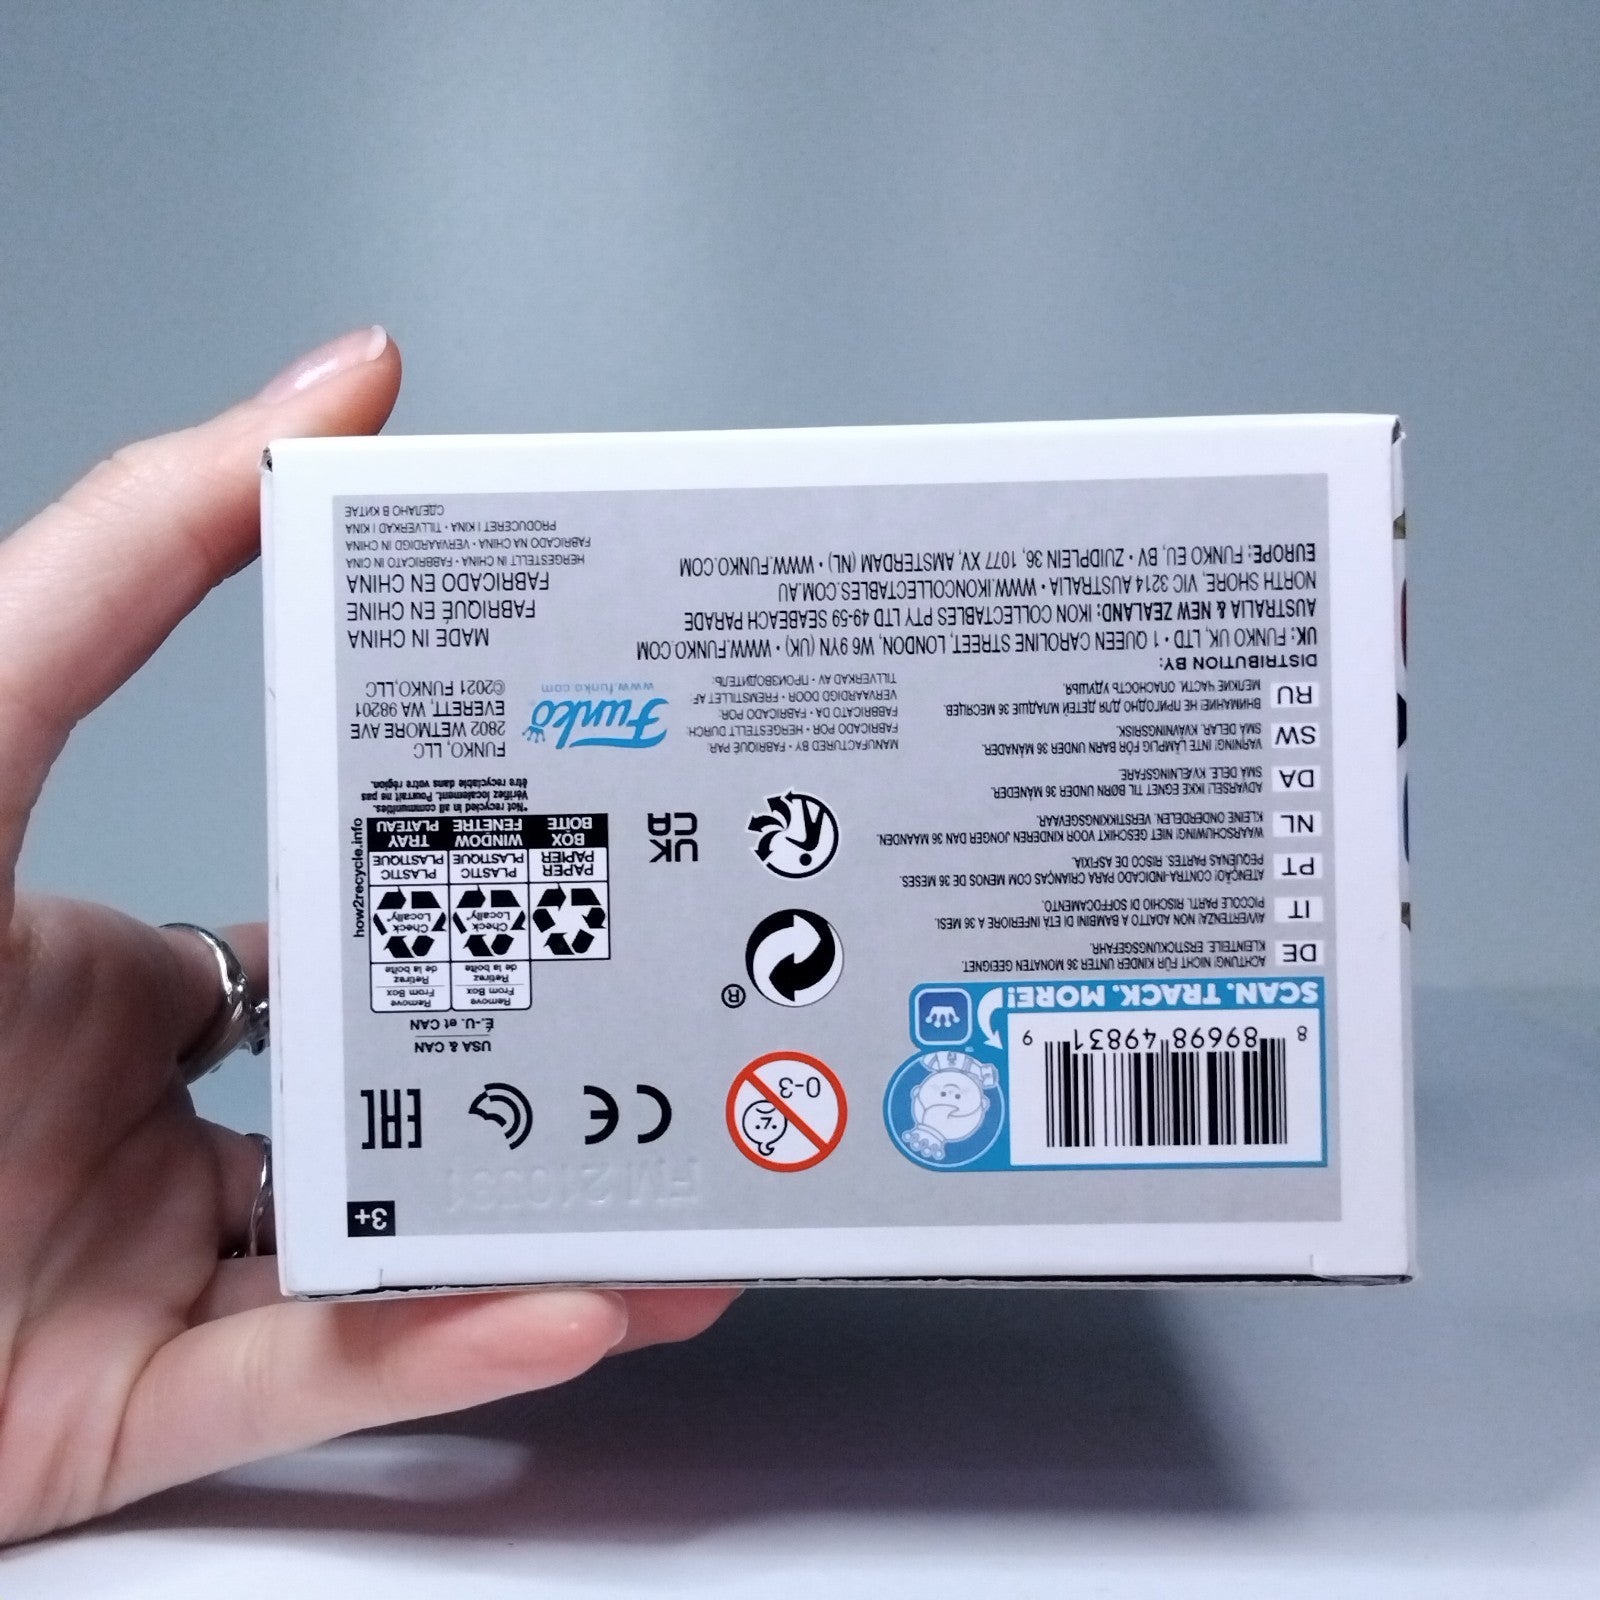 3+
FM 210531
8 89698 49831 9
SCAN. TRACK. MORE!
0-3
CE
EAC
USA & CAN
É.-U. et CAN
Remove
From Box
Retirez
de la boîte
Remove
From Box
Retirez
de la boîte
Check
Locally*
Check
Locally*
PAPER
PAPIER
BOX
BOÎTE
PLASTIC
PLASTIQUE
WINDOW
FENÊTRE
PLASTIC
PLASTIQUE
TRAY
PLATEAU
how2recycle.info
*Not recycled in all communities.
Vérifiez localement. Pourrait ne pas
être recyclable dans votre région.
®
UK
CA
DE ACHTUNG! NICHT FÜR KINDER UNTER 36 MONATEN GEEIGNET.
KLEINTEILE. ERSTICKUNGSGEFAHR.
IT AVVERTENZA! NON ADATTO A BAMBINI DI ETÀ INFERIORE A 36 MESI.
PICCOLE PARTI. RISCHIO DI SOFFOCAMENTO.
PT ATENÇÃO! CONTRA-INDICADO PARA CRIANÇAS COM MENOS DE 36 MESES.
PEQUENAS PARTES. RISCO DE ASFIXIA.
NL WAARSCHUWING! NIET GESCHIKT VOOR KINDEREN JONGER DAN 36 MAANDEN.
KLEINE ONDERDELEN. VERSTIKKINGSGEVAAR.
DA ADVARSEL! IKKE EGNET TIL BØRN UNDER 36 MÅNEDER.
SMÅ DELE. KVÆLNINGSFARE.
SW VARNING! INTE LÄMPLIG FÖR BARN UNDER 36 MÅNADER.
SMÅ DELAR. KVÄVNINGSRISK.
RU ВНИМАНИЕ! НЕ ПРИГОДНО ДЛЯ ДЕТЕЙ МЛАДШЕ 36 МЕСЯЦЕВ.
МЕЛКИЕ ЧАСТИ. ОПАСНОСТЬ УДУШЬЯ.
MANUFACTURED BY • FABRIQUÉ PAR:
FABRICADO POR • HERGESTELLT DURCH:
FABRICATO DA • FABRICADO POR:
VERVAARDIGD DOOR • FREMSTILLET AF
TILLVERKAD AV • ПРОИЗВОДИТЕЛЬ:
Funko
www.funko.com
FUNKO, LLC
2802 WETMORE AVE
EVERETT, WA 98201
©2021 FUNKO,LLC
DISTRIBUTION BY:
UK: FUNKO UK, LTD • 1 QUEEN CAROLINE STREET, LONDON, W6 9YN (UK) • WWW.FUNKO.COM
AUSTRALIA & NEW ZEALAND: IKON COLLECTABLES PTY LTD 49-59 SEABEACH PARADE
NORTH SHORE, VIC 3214 AUSTRALIA • WWW.IKONCOLLECTABLES.COM.AU
EUROPE: FUNKO EU, BV • ZUIDPLEIN 36, 1077 XV, AMSTERDAM (NL) • WWW.FUNKO.COM
MADE IN CHINA
FABRIQUÉ EN CHINE
FABRICADO EN CHINA
HERGESTELLT IN CHINA • FABBRICATO IN CINA
FABRICADO NA CHINA • VERVAARDIGD IN CHINA
PRODUCERET I KINA • TILLVERKAD I KINA
СДЕЛАНО В КИТАЕ